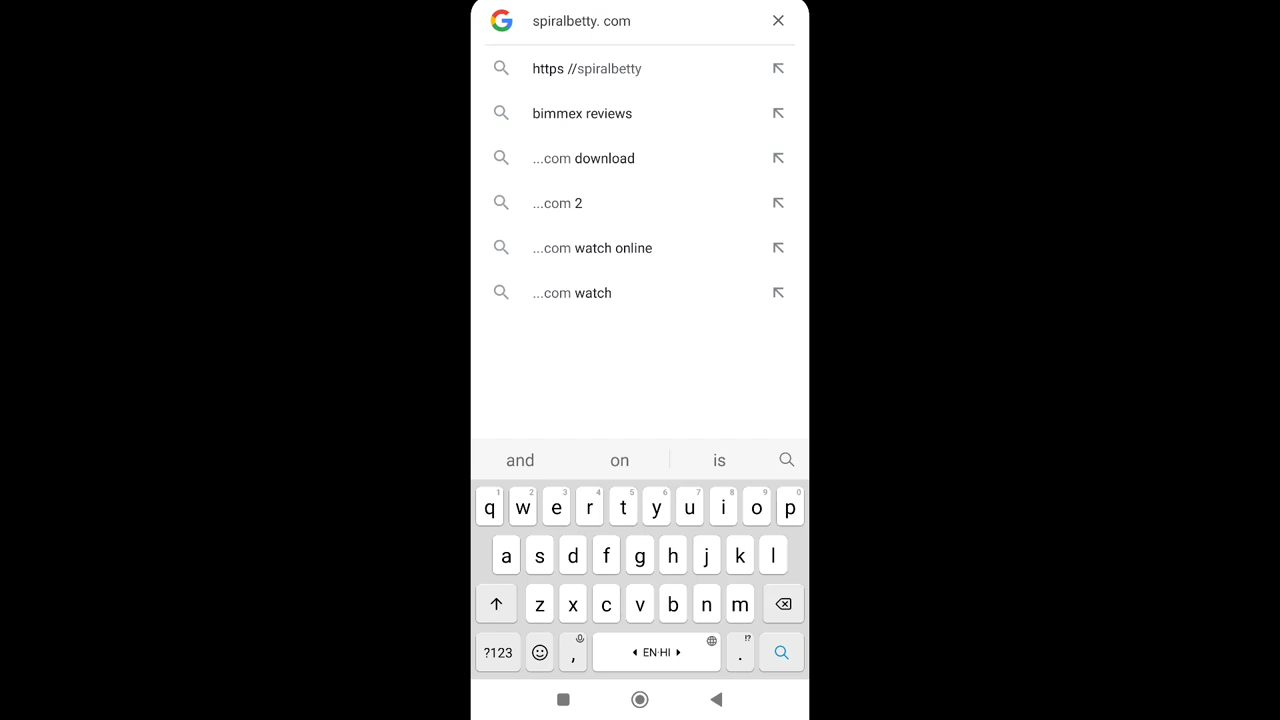 spiralbetty. com
https //spiralbetty
bimmex reviews
...com download
...com 2
...com watch online
...com watch
and on is
1 2 3 4 5 6 7 8 9 0
q w e r t y u i o p
a s d f g h j k l
z x c v b n m
!?
?123 , EN·HI .